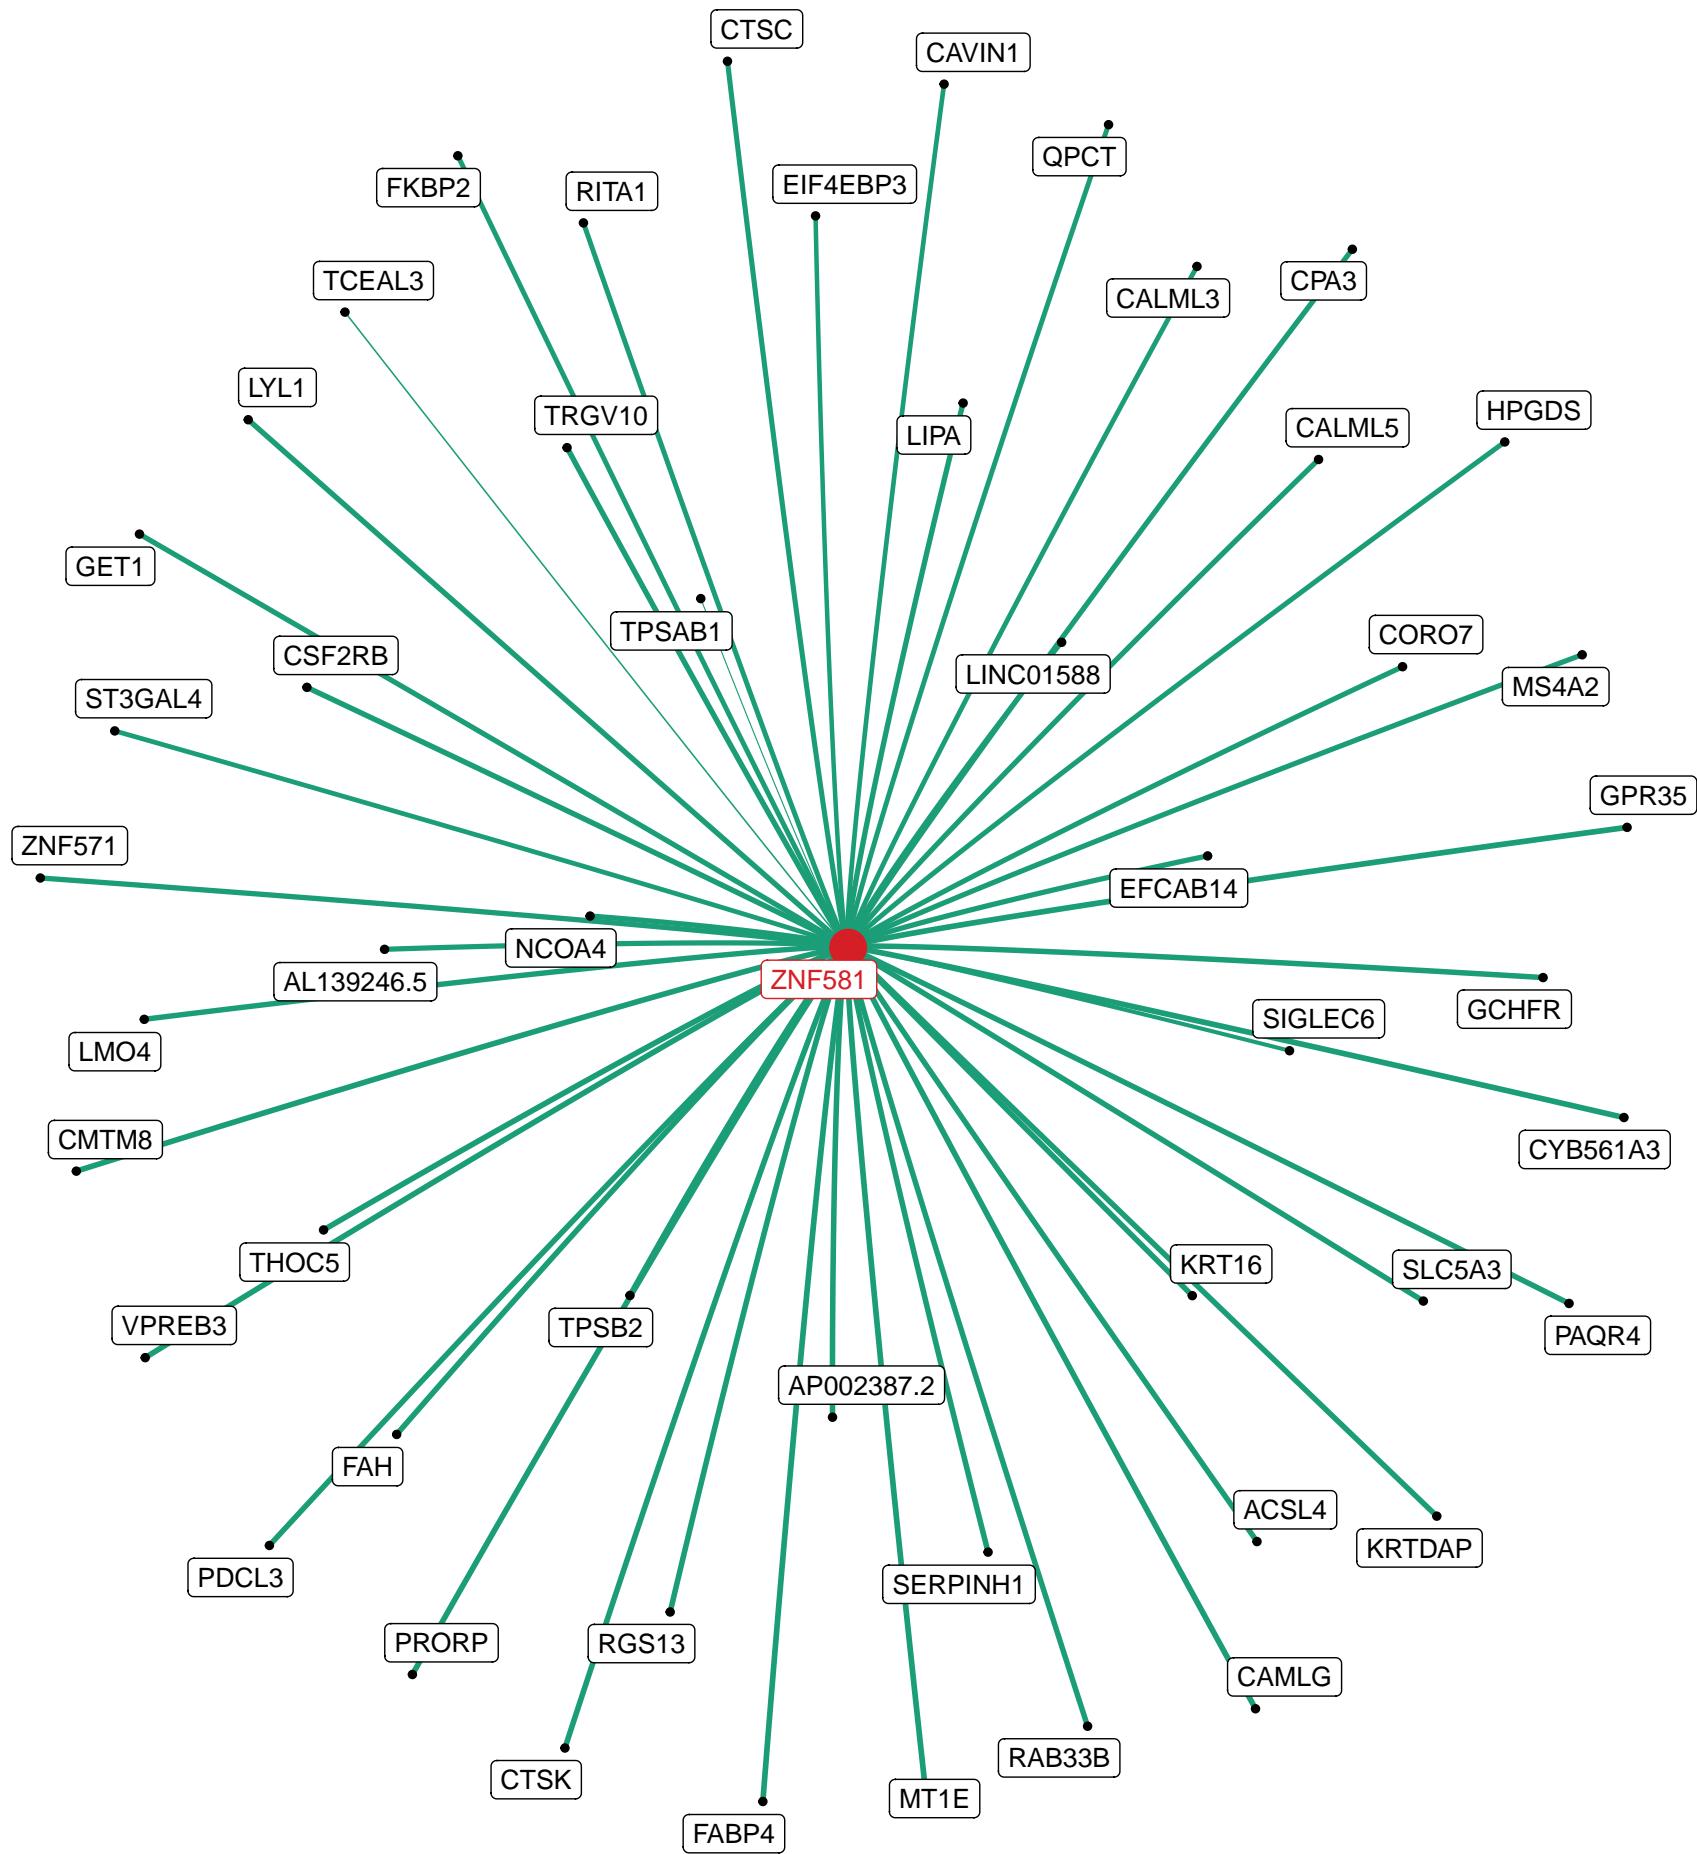 CTSC
CAVIN1
QPCT
FKBP2
RITA1
EIF4EBP3
TCEAL3
CALML3
CPA3
LYL1
TRGV10
LIPA
CALML5
HPGDS
GET1
TPSAB1
CSF2RB
LINC01588
CORO7
MS4A2
ST3GAL4
GPR35
ZNF571
EFCAB14
NCOA4
AL139246.5
ZNF581
GCHFR
SIGLEC6
LMO4
CMTM8
CYB561A3
THOC5
KRT16
SLC5A3
VPREB3
TPSB2
PAQR4
AP002387.2
FAH
ACSL4
KRTDAP
PDCL3
SERPINH1
PRORP
RGS13
CAMLG
RAB33B
CTSK
MT1E
FABP4